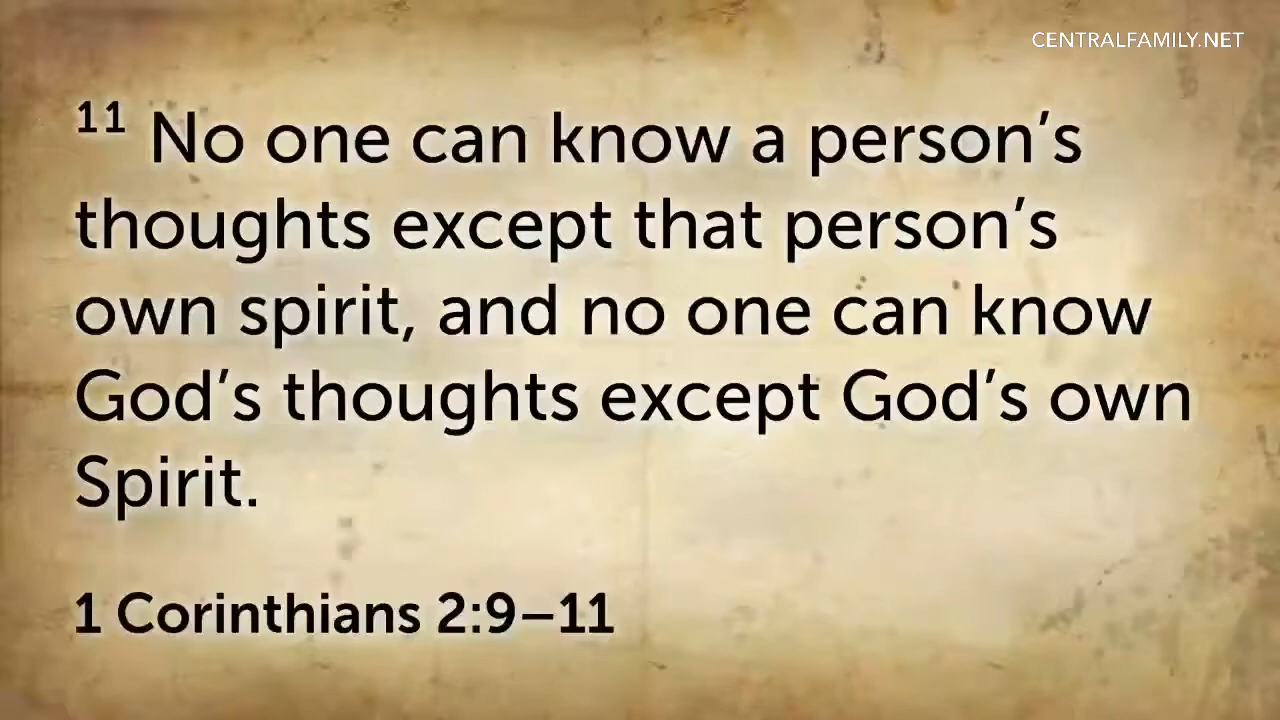 CENTRALFAMILY.NET
11 No one can know a person’s
thoughts except that person’s
own spirit, and no one can know
God’s thoughts except God’s own
Spirit.
1 Corinthians 2:9–11